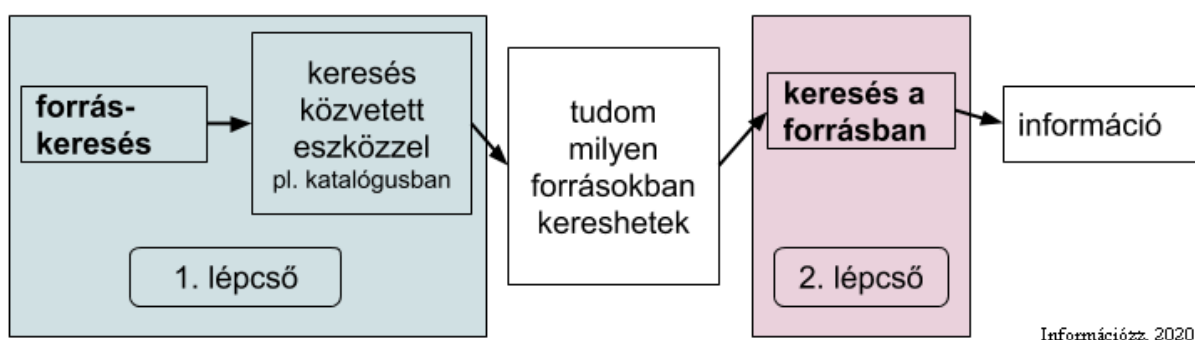 forrás-
keresés
keresés
közvetett
eszközzel
pl. katalógusban
1. lépcső
tudom
milyen
forrásokban
kereshetek
keresés a
forrásban
2. lépcső
információ
Információzz, 2020